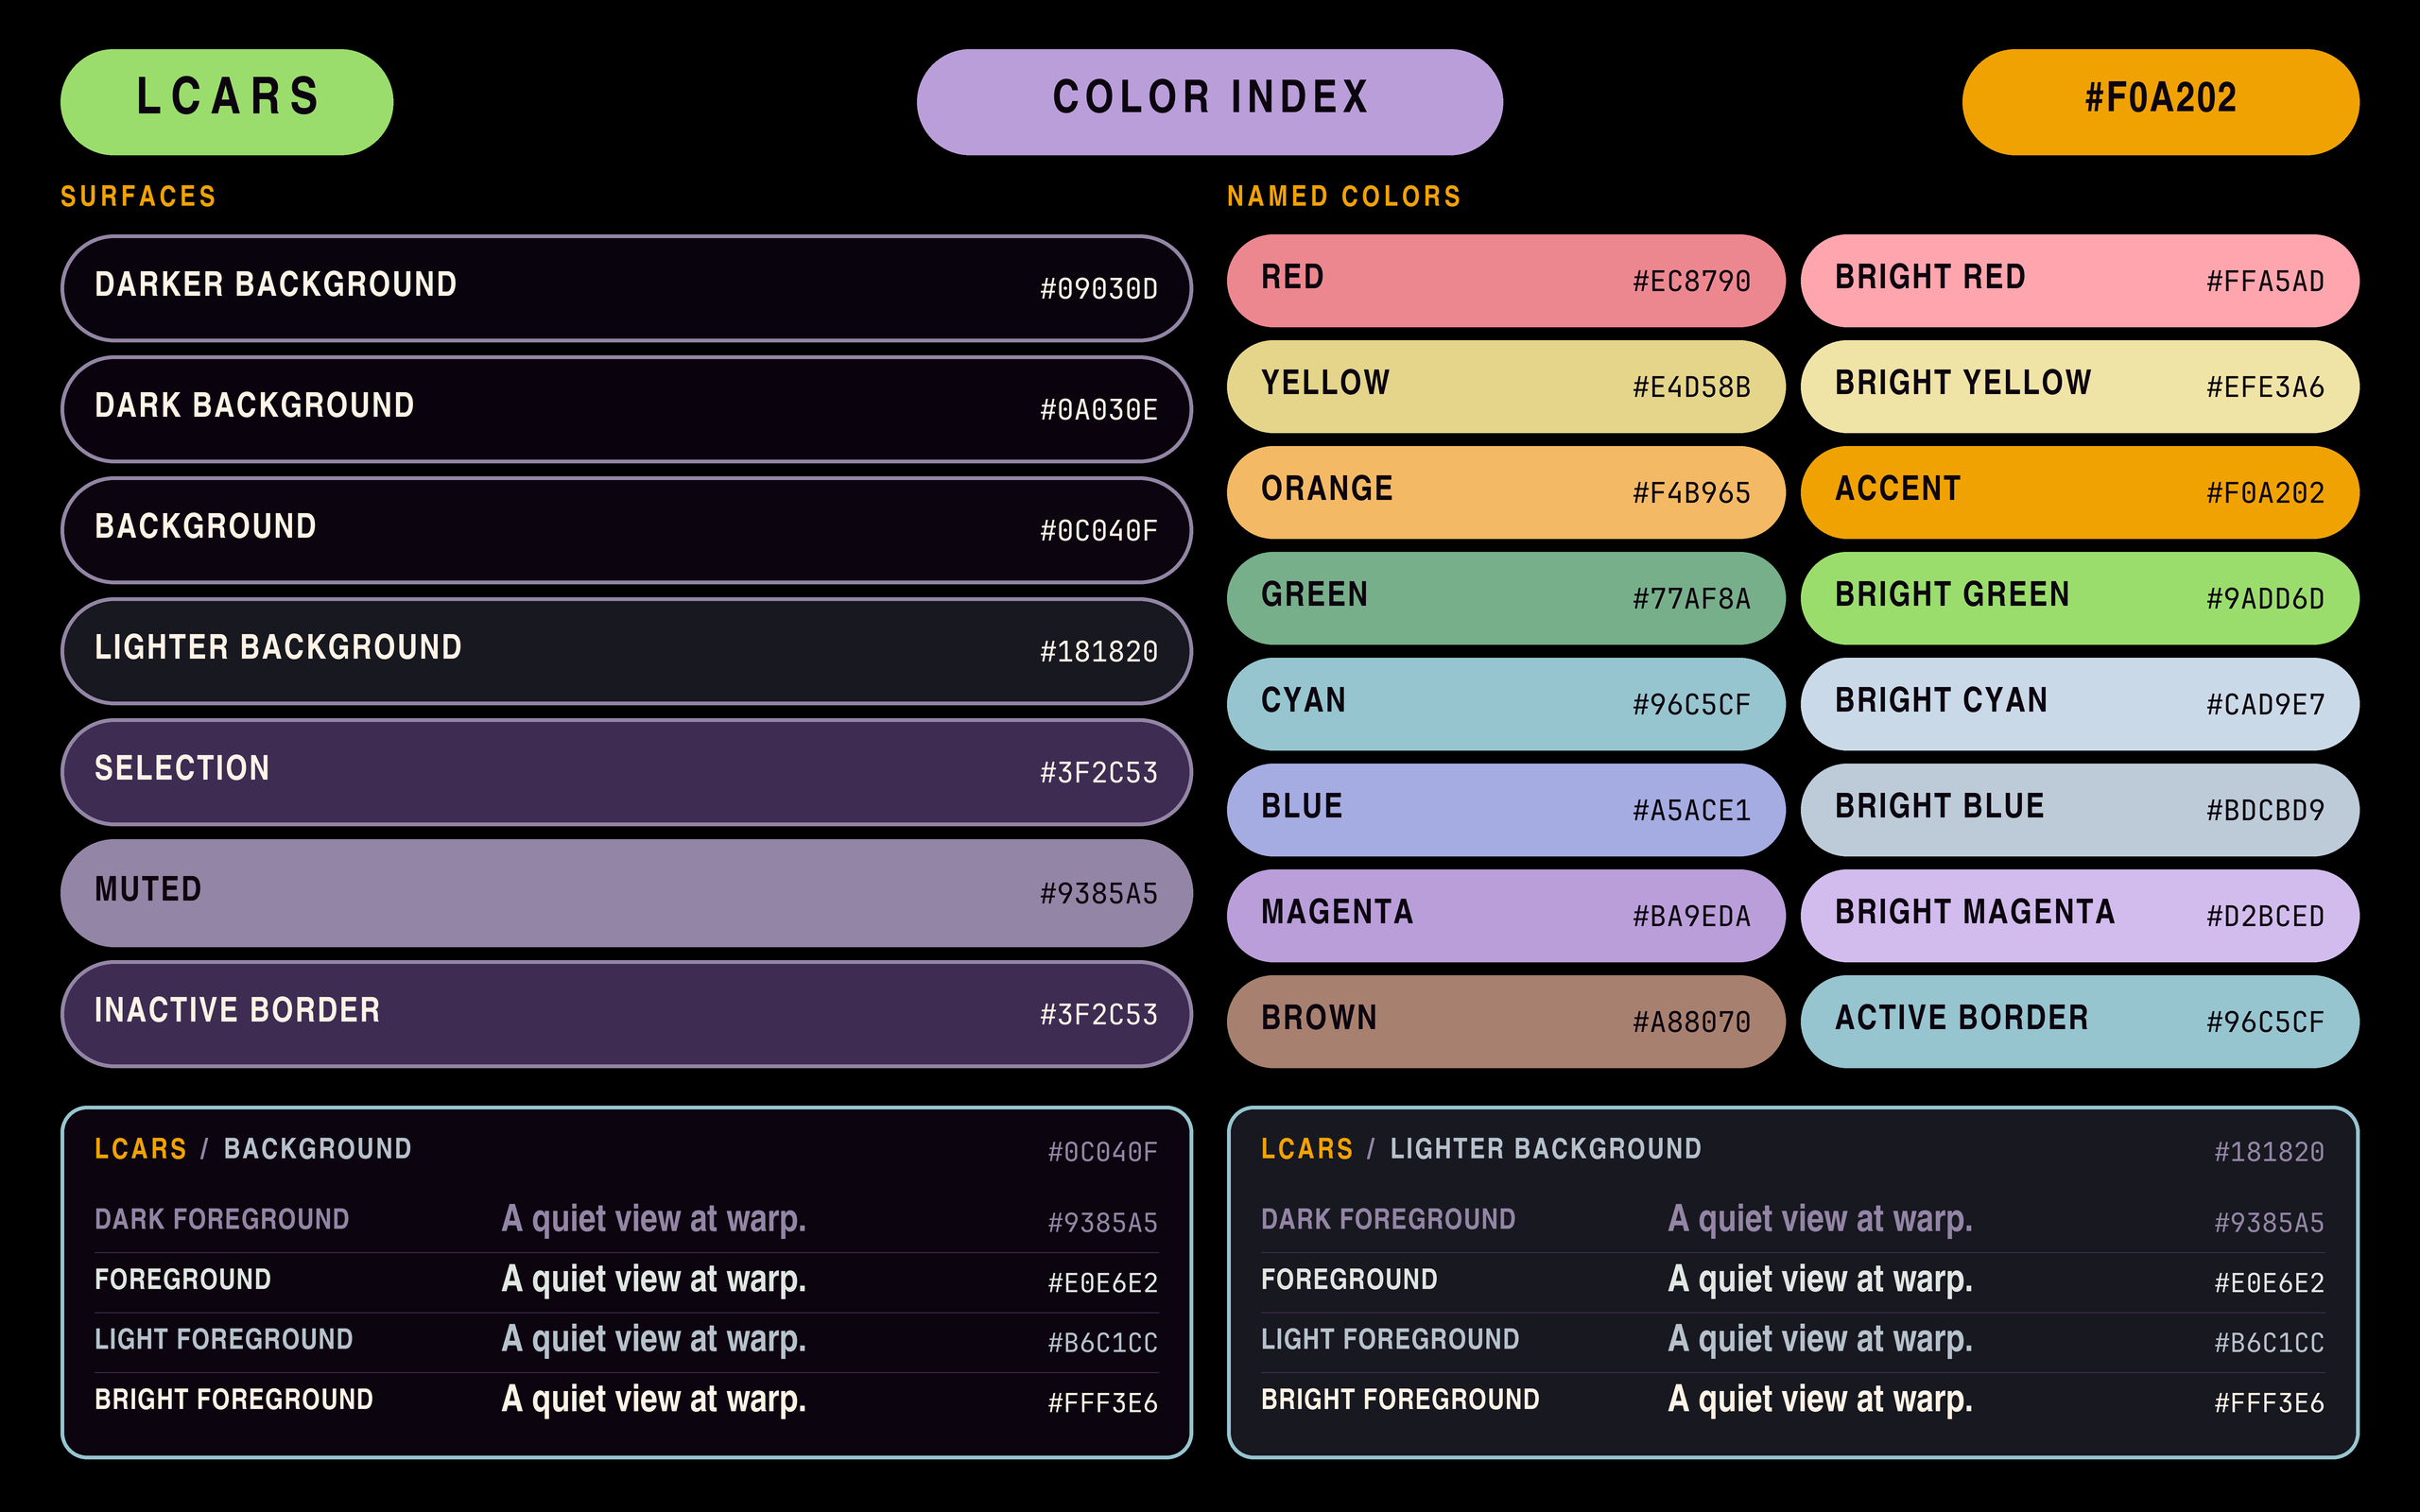 LCARS
COLOR INDEX
#F0A202
SURFACES
DARKER BACKGROUND #09030D
DARK BACKGROUND #0A030E
BACKGROUND #0C040F
LIGHTER BACKGROUND #181820
SELECTION #3F2C53
MUTED #9385A5
INACTIVE BORDER #3F2C53
NAMED COLORS
RED #EC8790
BRIGHT RED #FFA5AD
YELLOW #E4D58B
BRIGHT YELLOW #EFE3A6
ORANGE #F4B965
ACCENT #F0A202
GREEN #77AF8A
BRIGHT GREEN #9ADD6D
CYAN #96C5CF
BRIGHT CYAN #CAD9E7
BLUE #A5ACE1
BRIGHT BLUE #BDCBD9
MAGENTA #BA9EDA
BRIGHT MAGENTA #D2BCED
BROWN #A88070
ACTIVE BORDER #96C5CF
LCARS / BACKGROUND #0C040F
DARK FOREGROUND A quiet view at warp. #9385A5
FOREGROUND A quiet view at warp. #E0E6E2
LIGHT FOREGROUND A quiet view at warp. #B6C1CC
BRIGHT FOREGROUND A quiet view at warp. #FFF3E6
LCARS / LIGHTER BACKGROUND #181820
DARK FOREGROUND A quiet view at warp. #9385A5
FOREGROUND A quiet view at warp. #E0E6E2
LIGHT FOREGROUND A quiet view at warp. #B6C1CC
BRIGHT FOREGROUND A quiet view at warp. #FFF3E6